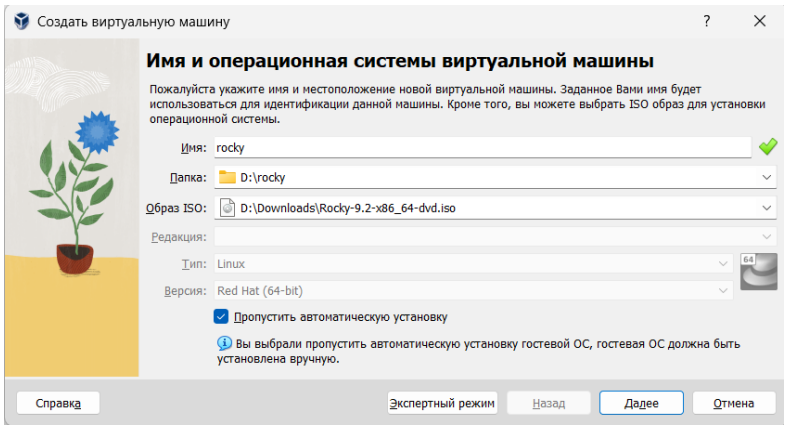 Создать виртуальную машину
?
Имя и операционная системы виртуальной машины
Пожалуйста укажите имя и местоположение новой виртуальной машины. Заданное Вами имя будет
использоваться для идентификации данной машины. Кроме того, вы можете выбрать ISO образ для установки
операционной системы.
Имя: rocky
Папка: D:\rocky
Образ ISO: D:\Downloads\Rocky-9.2-x86_64-dvd.iso
Редакция:
Тип: Linux
64
Версия: Red Hat (64-bit)
Пропустить автоматическую установку
Вы выбрали пропустить автоматическую установку гостевой ОС, гостевая ОС должна быть
установлена вручную.
Справка Экспертный режим Назад Далее Отмена